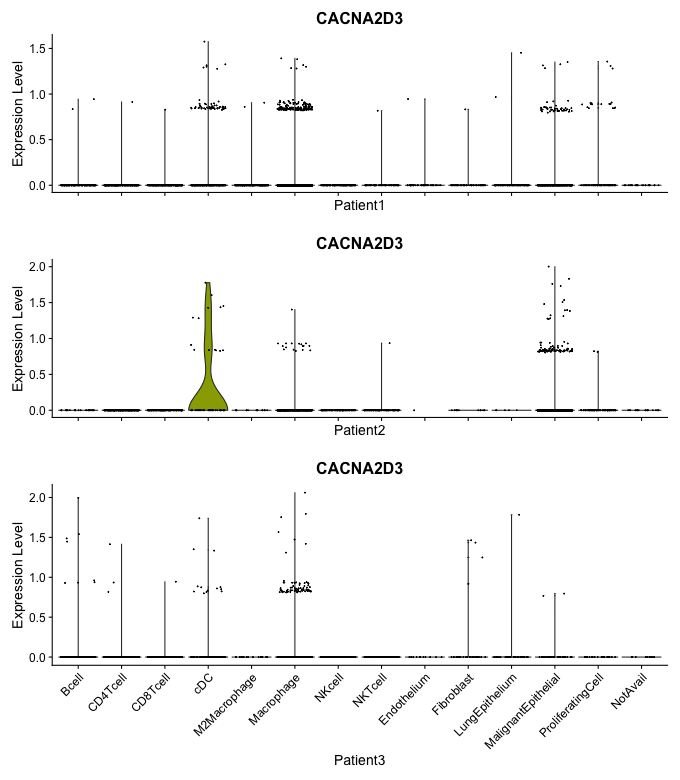 CACNA2D3
Expression Level
1.5
1.0
0.5
0.0
Patient1
CACNA2D3
Expression Level
2.0
1.5
1.0
0.5
0.0
Patient2
CACNA2D3
Expression Level
2.0
1.5
1.0
0.5
0.0
Bcell
CD4Tcell
CD8Tcell
cDC
M2Macrophage
Macrophage
NKcell
NKTcell
Endothelium
Fibroblast
LungEpithelium
MalignantEpithelial
ProliferatingCell
NotAvail
Patient3